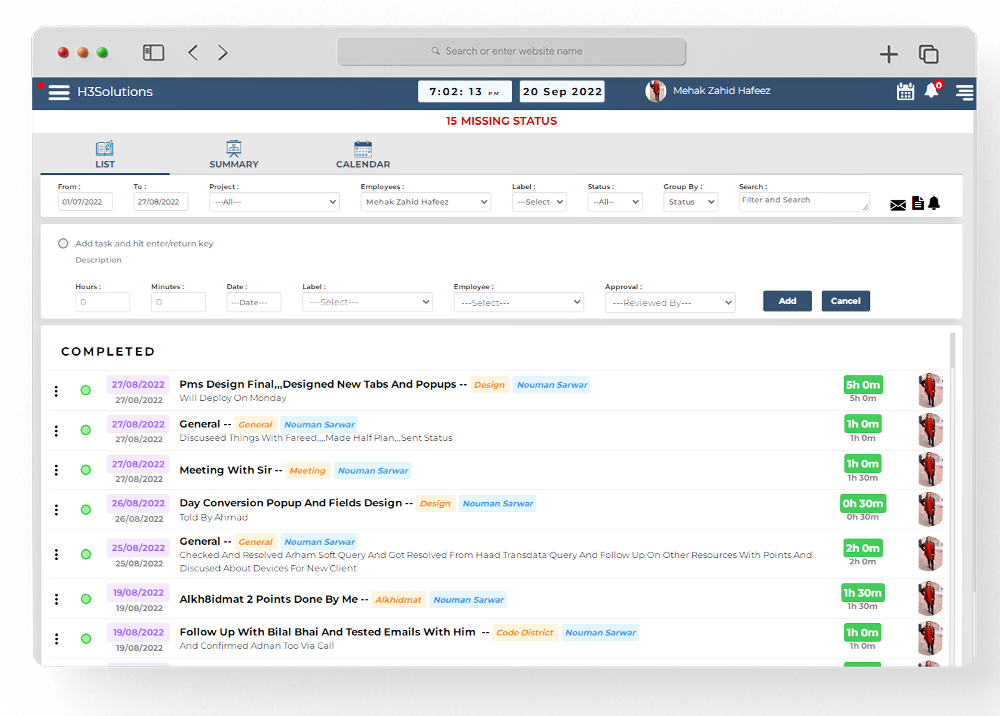 Search or enter website name
H3Solutions
7:02: 13 PM
20 Sep 2022
Mehak Zahid Hafeez
0
15 MISSING STATUS
LIST
SUMMARY
CALENDAR
From : To : Project : Employees : Label : Status : Group By : Search :
01/07/2022 27/08/2022 ---All--- Mehak Zahid Hafeez ---Select- --All-- Status Filter and Search
Add task and hit enter/return key
Description
Hours : Minutes : Date : Label : Employee : Approval :
0 0 ---Date--- ---Select--- ---Select--- ---Reviewed By--- Add Cancel
COMPLETED
27/08/2022 Pms Design Final,,,Designed New Tabs And Popups -- Design Nouman Sarwar 5h 0m
27/08/2022 Will Deploy On Monday 5h 0m
27/08/2022 General -- General Nouman Sarwar 1h 0m
27/08/2022 Discuseed Things With Fareed,,,,Made Half Plan,,,Sent Status 1h 0m
27/08/2022 Meeting With Sir -- Meeting Nouman Sarwar 1h 0m
27/08/2022 1h 30m
26/08/2022 Day Conversion Popup And Fields Design -- Design Nouman Sarwar 0h 30m
26/08/2022 Told By Ahmad 0h 30m
25/08/2022 General -- General Nouman Sarwar 2h 0m
25/08/2022 Checked And Resolved Arham Soft Query And Got Resolved From Haad Transdata Query And Follow Up On Other Resources With Points And 2h 0m
Discused About Devices For New Client
19/08/2022 Alkh8idmat 2 Points Done By Me -- Alkhidmat Nouman Sarwar 1h 30m
19/08/2022 1h 30m
19/08/2022 Follow Up With Bilal Bhai And Tested Emails With Him -- Code District Nouman Sarwar 1h 0m
19/08/2022 And Confirmed Adnan Too Via Call 1h 0m